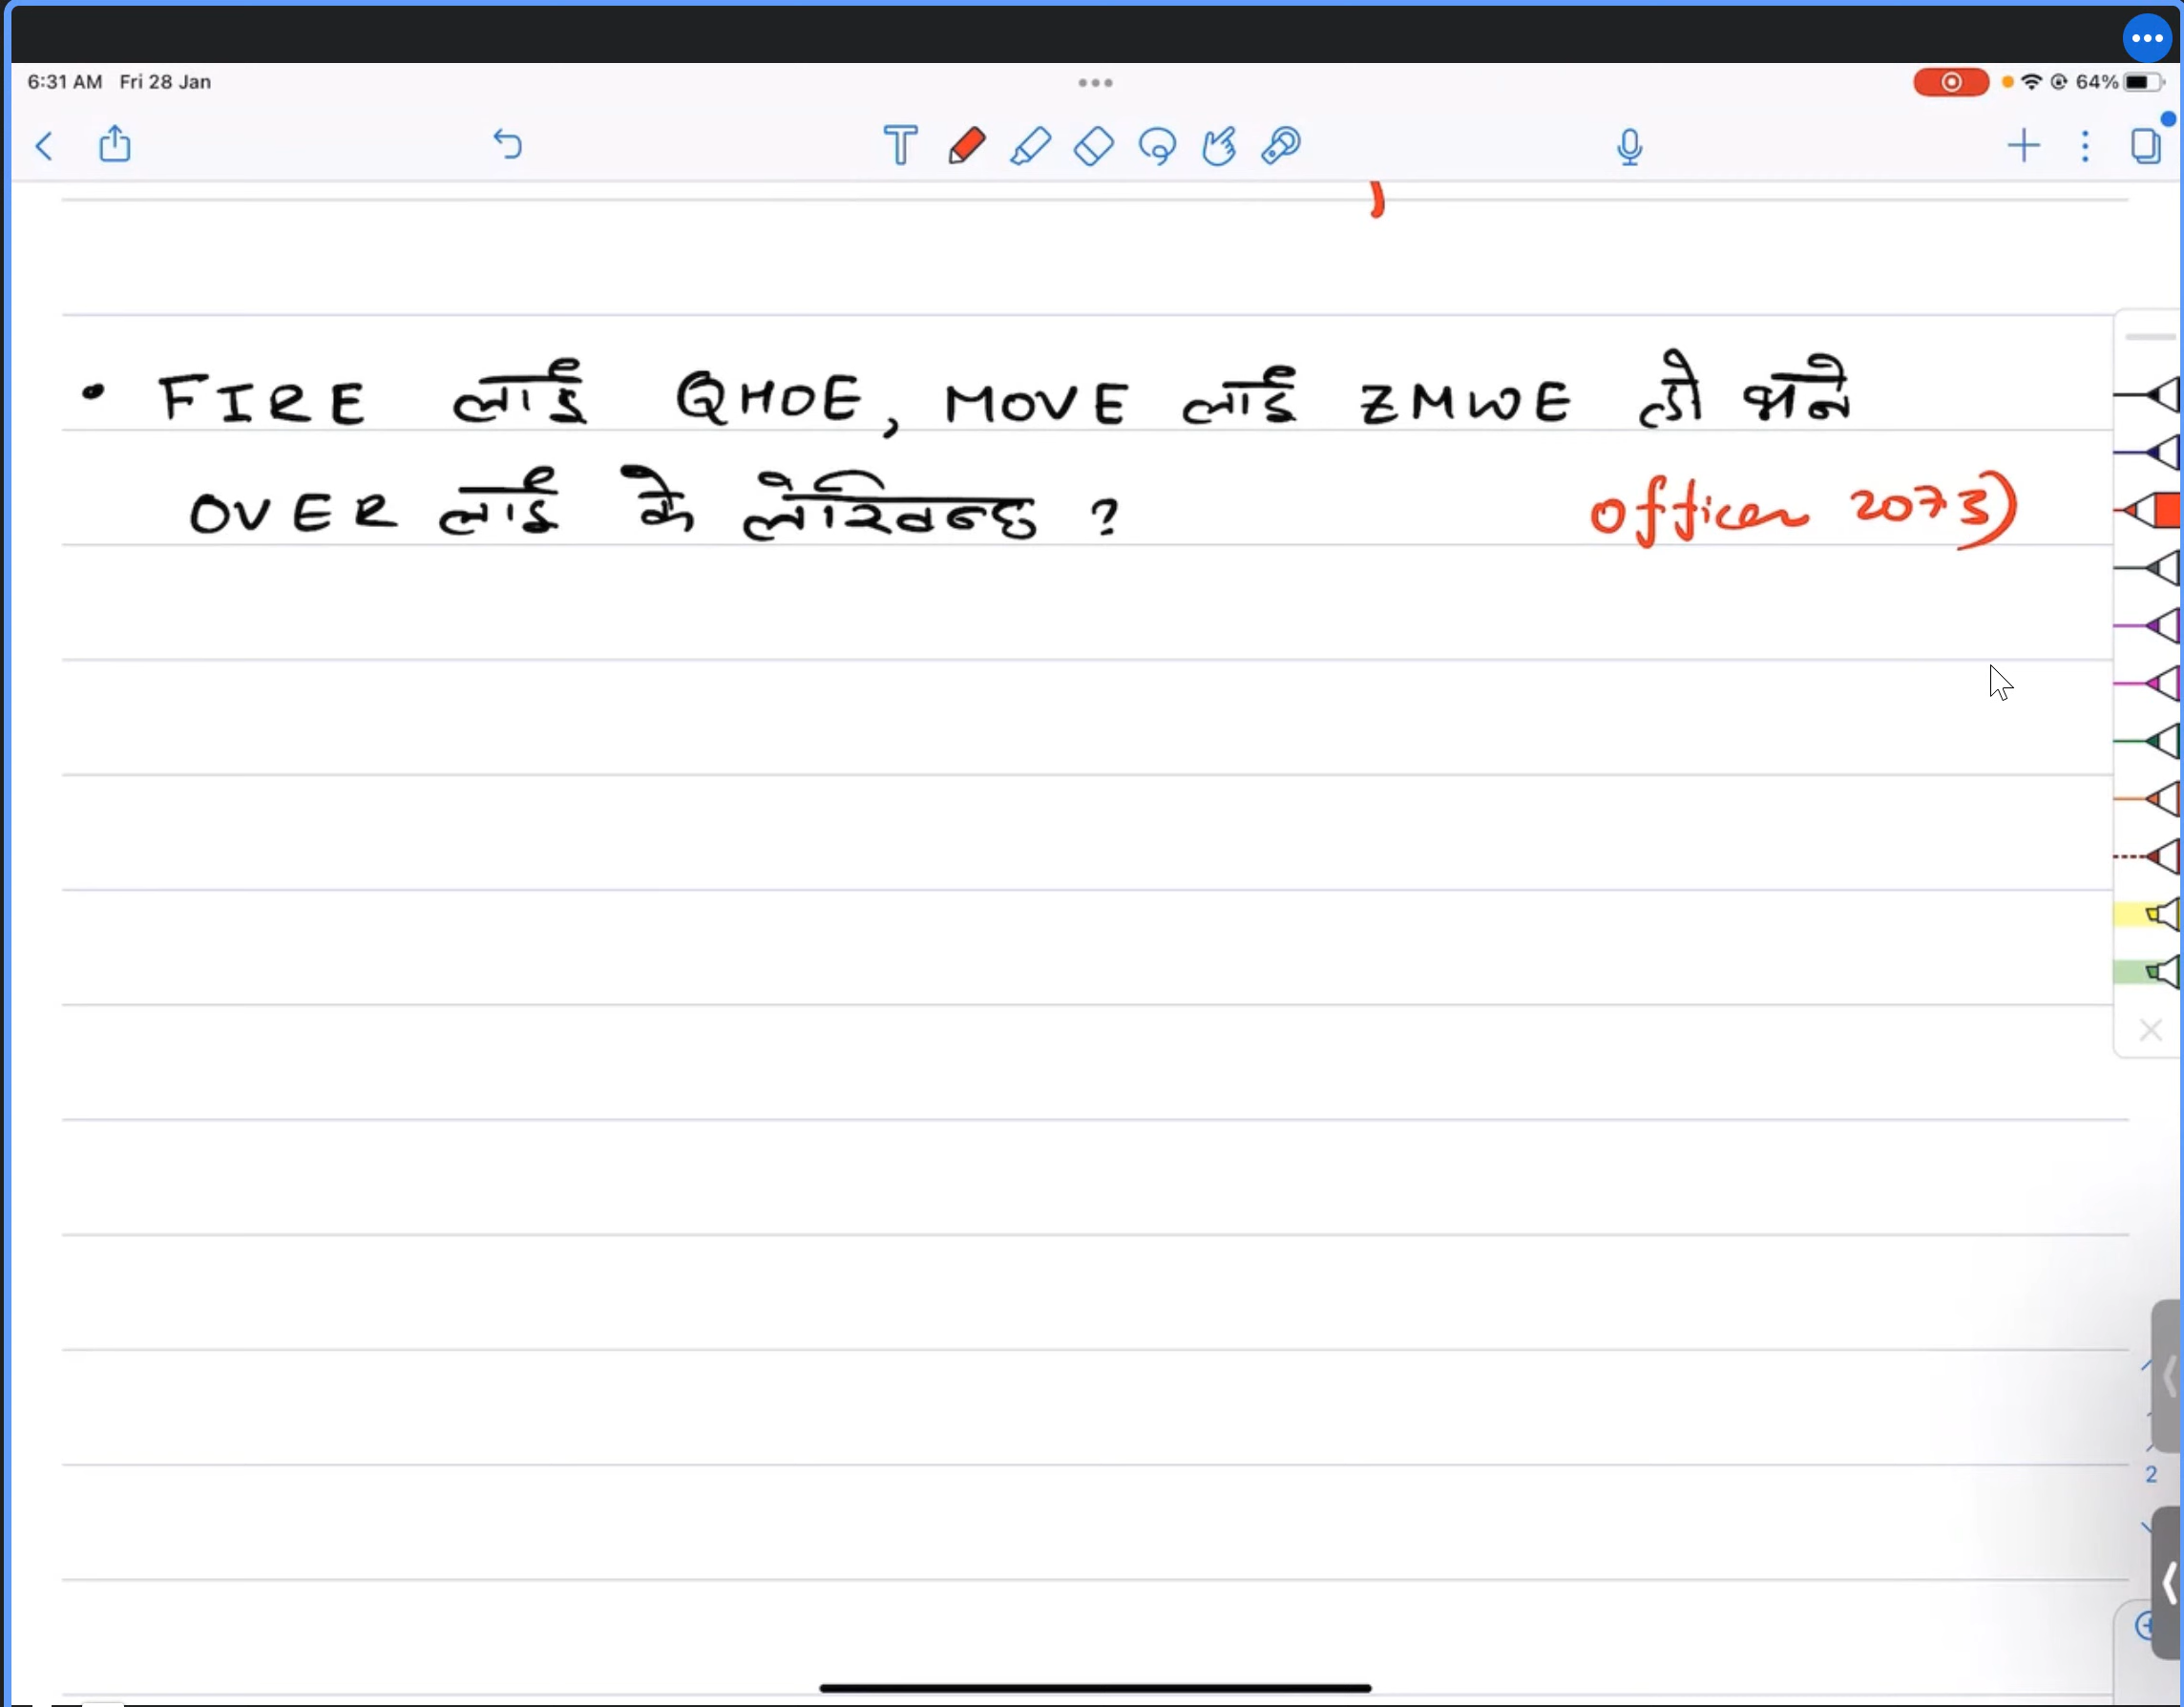 6:31 AM Fri 28 Jan
64%
• FIRE लाई QHOE, MOVE लाई ZMWE हो भने
OVER लाई के लेखिन्छ ?
officer 2073)
2